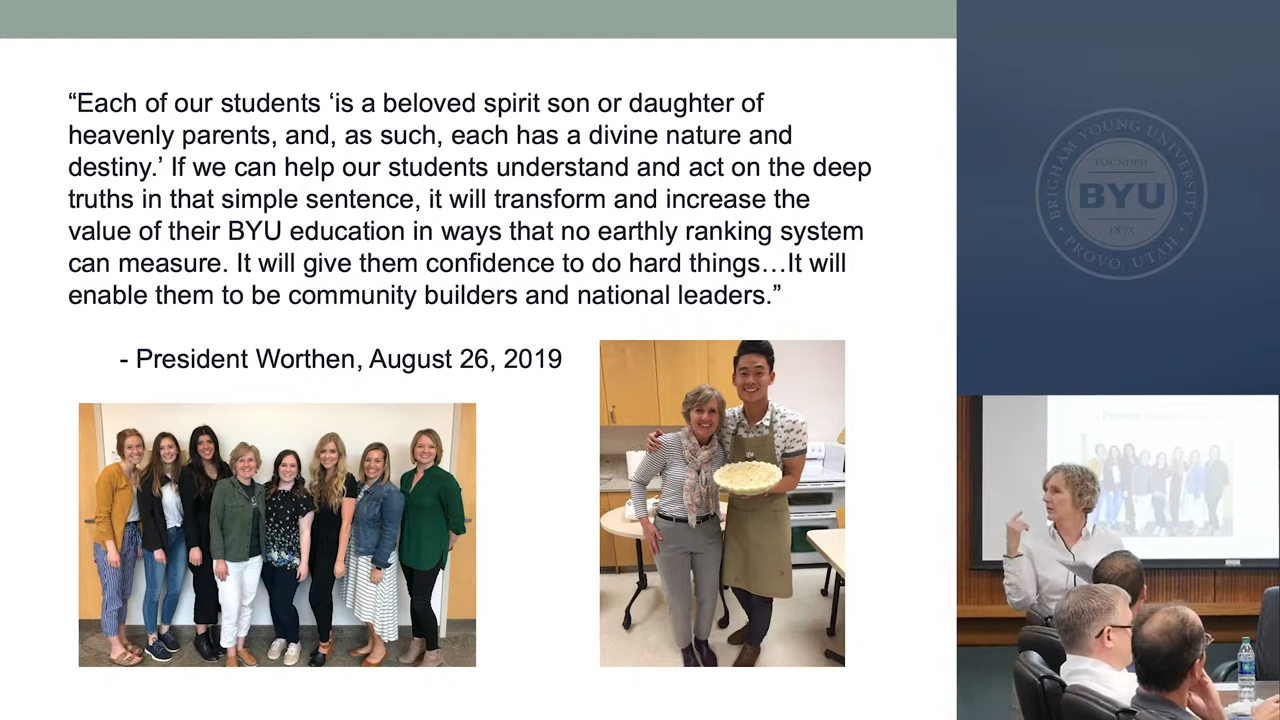 “Each of our students ‘is a beloved spirit son or daughter of
heavenly parents, and, as such, each has a divine nature and
destiny.’ If we can help our students understand and act on the deep
truths in that simple sentence, it will transform and increase the
value of their BYU education in ways that no earthly ranking system
can measure. It will give them confidence to do hard things…It will
enable them to be community builders and national leaders.”
- President Worthen, August 26, 2019
BRIGHAM YOUNG UNIVERSITY
FOUNDED
BYU
1875
PROVO, UTAH